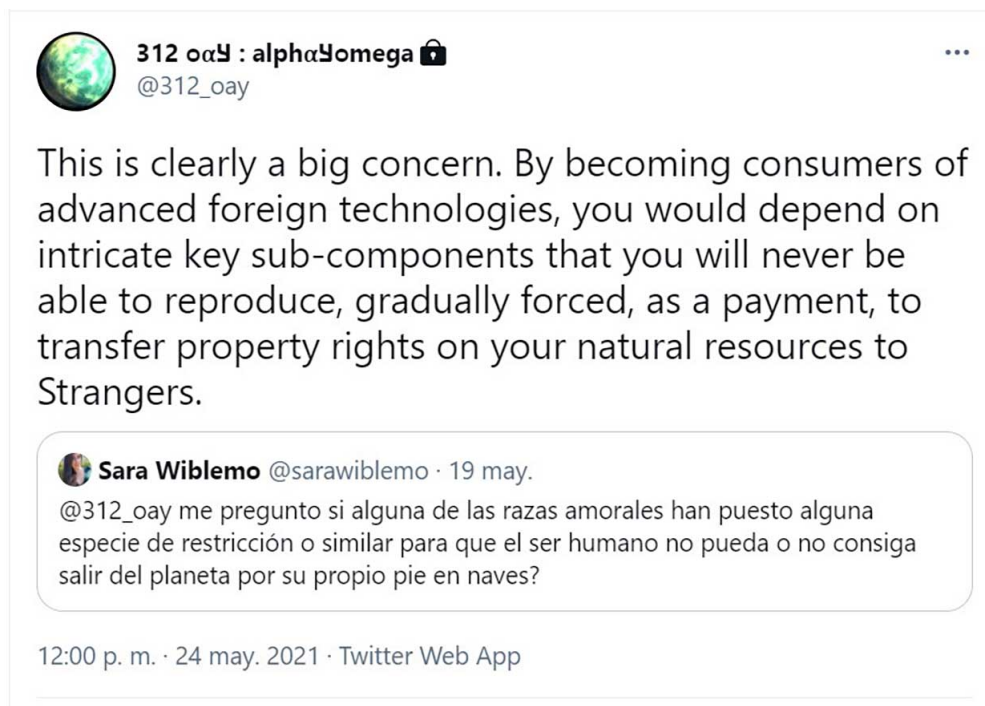 312 oαY : alphαYomega
@312_oay
This is clearly a big concern. By becoming consumers of
advanced foreign technologies, you would depend on
intricate key sub-components that you will never be
able to reproduce, gradually forced, as a payment, to
transfer property rights on your natural resources to
Strangers.
Sara Wiblemo @sarawiblemo · 19 may.
@312_oay me pregunto si alguna de las razas amorales han puesto alguna
especie de restricción o similar para que el ser humano no pueda o no consiga
salir del planeta por su propio pie en naves?
12:00 p. m. · 24 may. 2021 · Twitter Web App